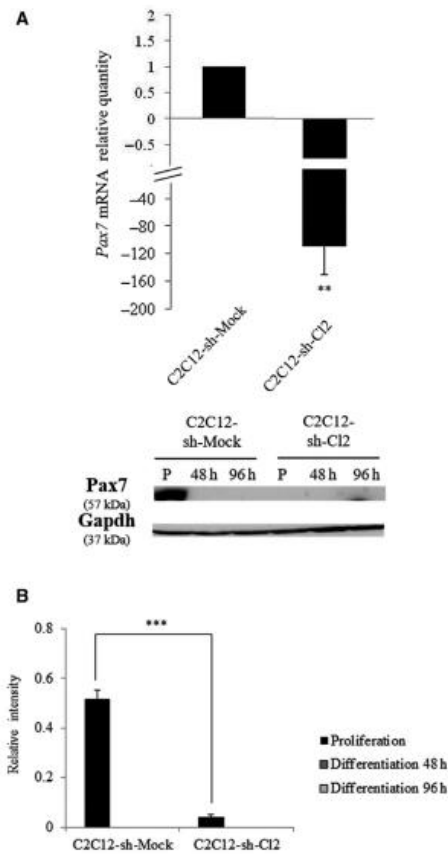 A
Pax7 mRNA relative quantity
2
1.5
1
0.5
0
−0.5
−40
−80
−120
−160
−200
**
C2C12-sh-Mock
C2C12-sh-Cl2
C2C12-
sh-Mock
C2C12-
sh-Cl2
P 48 h 96 h P 48 h 96 h
Pax7
(57 kDa)
Gapdh
(37 kDa)
B
Relative intensity
0.8
0.6
0.4
0.2
0
***
C2C12-sh-Mock C2C12-sh-Cl2
Proliferation
Differentiation 48 h
Differentiation 96 h